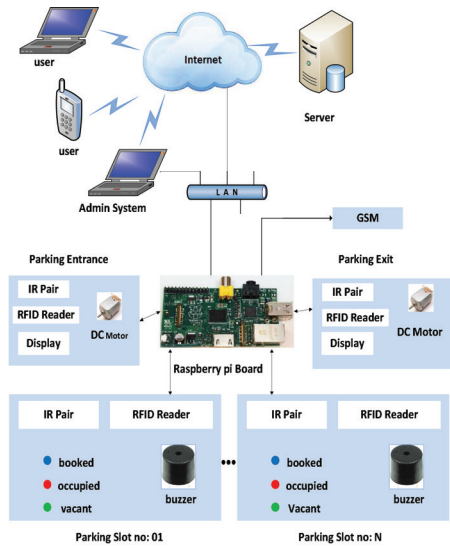 user
Internet
Server
user
Admin System
LAN
GSM
Parking Entrance
Parking Exit
IR Pair
RFID Reader
DC Motor
Display
IR Pair
RFID Reader
DC Motor
Display
Raspberry pi Board
IR Pair
RFID Reader
booked
occupied
vacant
buzzer
IR Pair
RFID Reader
booked
occupied
Vacant
buzzer
Parking Slot no: 01
Parking Slot no: N